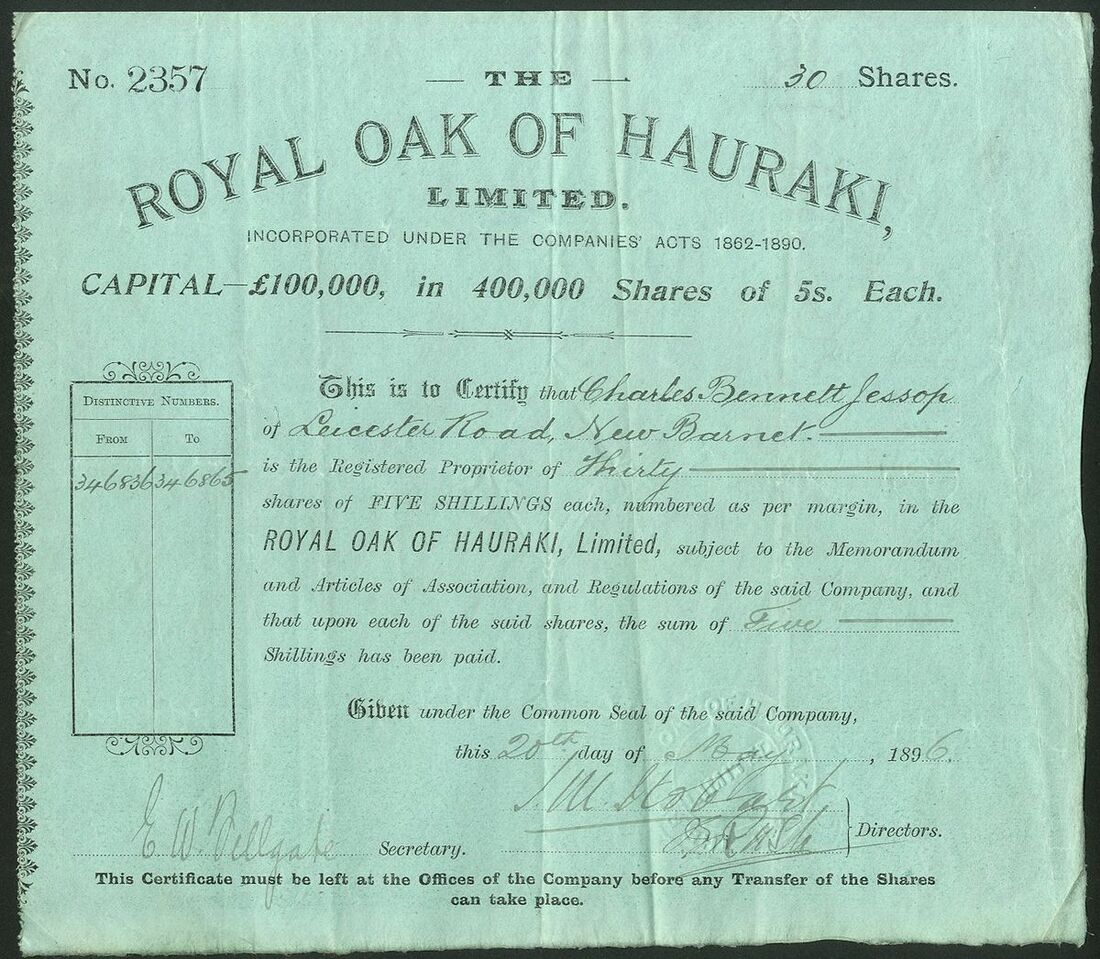 No. 2357
30 Shares.
THE
ROYAL OAK OF HAURAKI,
LIMITED.
INCORPORATED UNDER THE COMPANIES' ACTS 1862-1890.
CAPITAL—£100,000, in 400,000 Shares of 5s. Each.
DISTINCTIVE NUMBERS.
FROM To
346836 346865
This is to Certify that Charles Bennett Jessop
of Leicester Road, New Barnet.
is the Registered Proprietor of Thirty
shares of FIVE SHILLINGS each, numbered as per margin, in the
ROYAL OAK OF HAURAKI, Limited, subject to the Memorandum
and Articles of Association, and Regulations of the said Company, and
that upon each of the said shares, the sum of Five
Shillings has been paid.
Given under the Common Seal of the said Company,
this 20th day of May, 1896.
Directors.
E. W. Secretary.
This Certificate must be left at the Offices of the Company before any Transfer of the Shares
can take place.